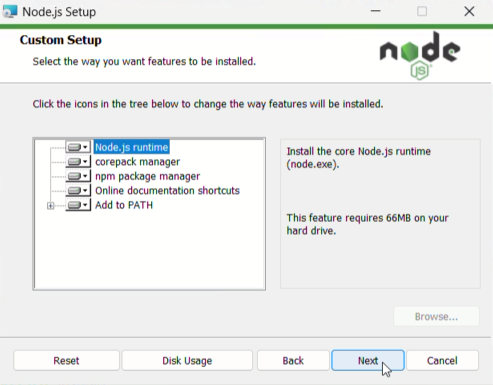 Node.js Setup
Custom Setup
Select the way you want features to be installed.
node
JS
Click the icons in the tree below to change the way features will be installed.
Node.js runtime
corepack manager
npm package manager
Online documentation shortcuts
Add to PATH
Install the core Node.js runtime
(node.exe).
This feature requires 66MB on your
hard drive.
Browse...
Reset
Disk Usage
Back
Next
Cancel